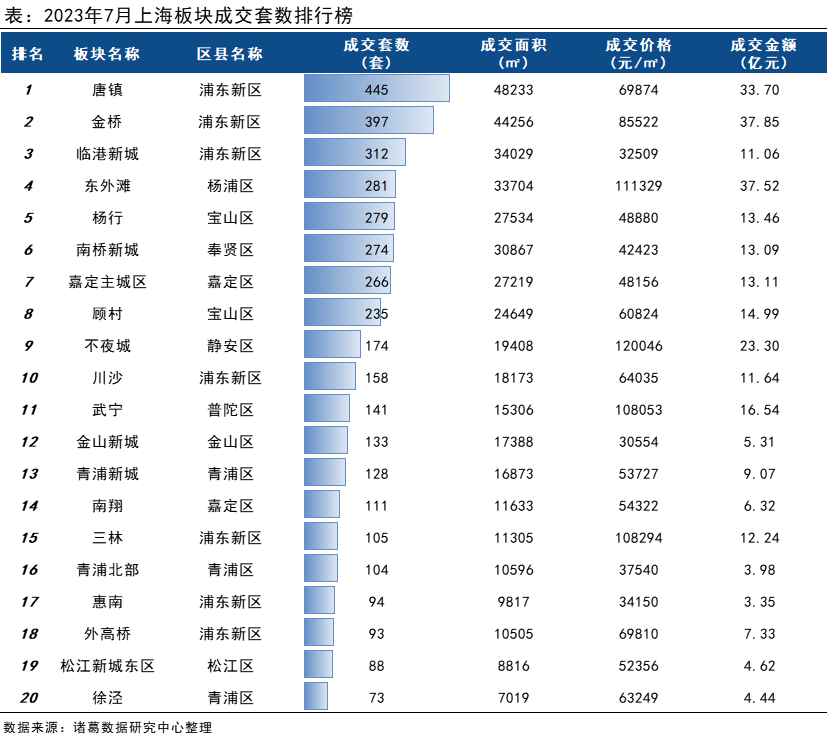 表：2023年7月上海板块成交套数排行榜
排名 板块名称 区县名称 成交套数（套） 成交面积（㎡） 成交价格（元/㎡） 成交金额（亿元）
1 唐镇 浦东新区 445 48233 69874 33.70
2 金桥 浦东新区 397 44256 85522 37.85
3 临港新城 浦东新区 312 34029 32509 11.06
4 东外滩 杨浦区 281 33704 111329 37.52
5 杨行 宝山区 279 27534 48880 13.46
6 南桥新城 奉贤区 274 30867 42423 13.09
7 嘉定主城区 嘉定区 266 27219 48156 13.11
8 顾村 宝山区 235 24649 60824 14.99
9 不夜城 静安区 174 19408 120046 23.30
10 川沙 浦东新区 158 18173 64035 11.64
11 武宁 普陀区 141 15306 108053 16.54
12 金山新城 金山区 133 17388 30554 5.31
13 青浦新城 青浦区 128 16873 53727 9.07
14 南翔 嘉定区 111 11633 54322 6.32
15 三林 浦东新区 105 11305 108294 12.24
16 青浦北部 青浦区 104 10596 37540 3.98
17 惠南 浦东新区 94 9817 34150 3.35
18 外高桥 浦东新区 93 10505 69810 7.33
19 松江新城东区 松江区 88 8816 52356 4.62
20 徐泾 青浦区 73 7019 63249 4.44
数据来源：诸葛数据研究中心整理